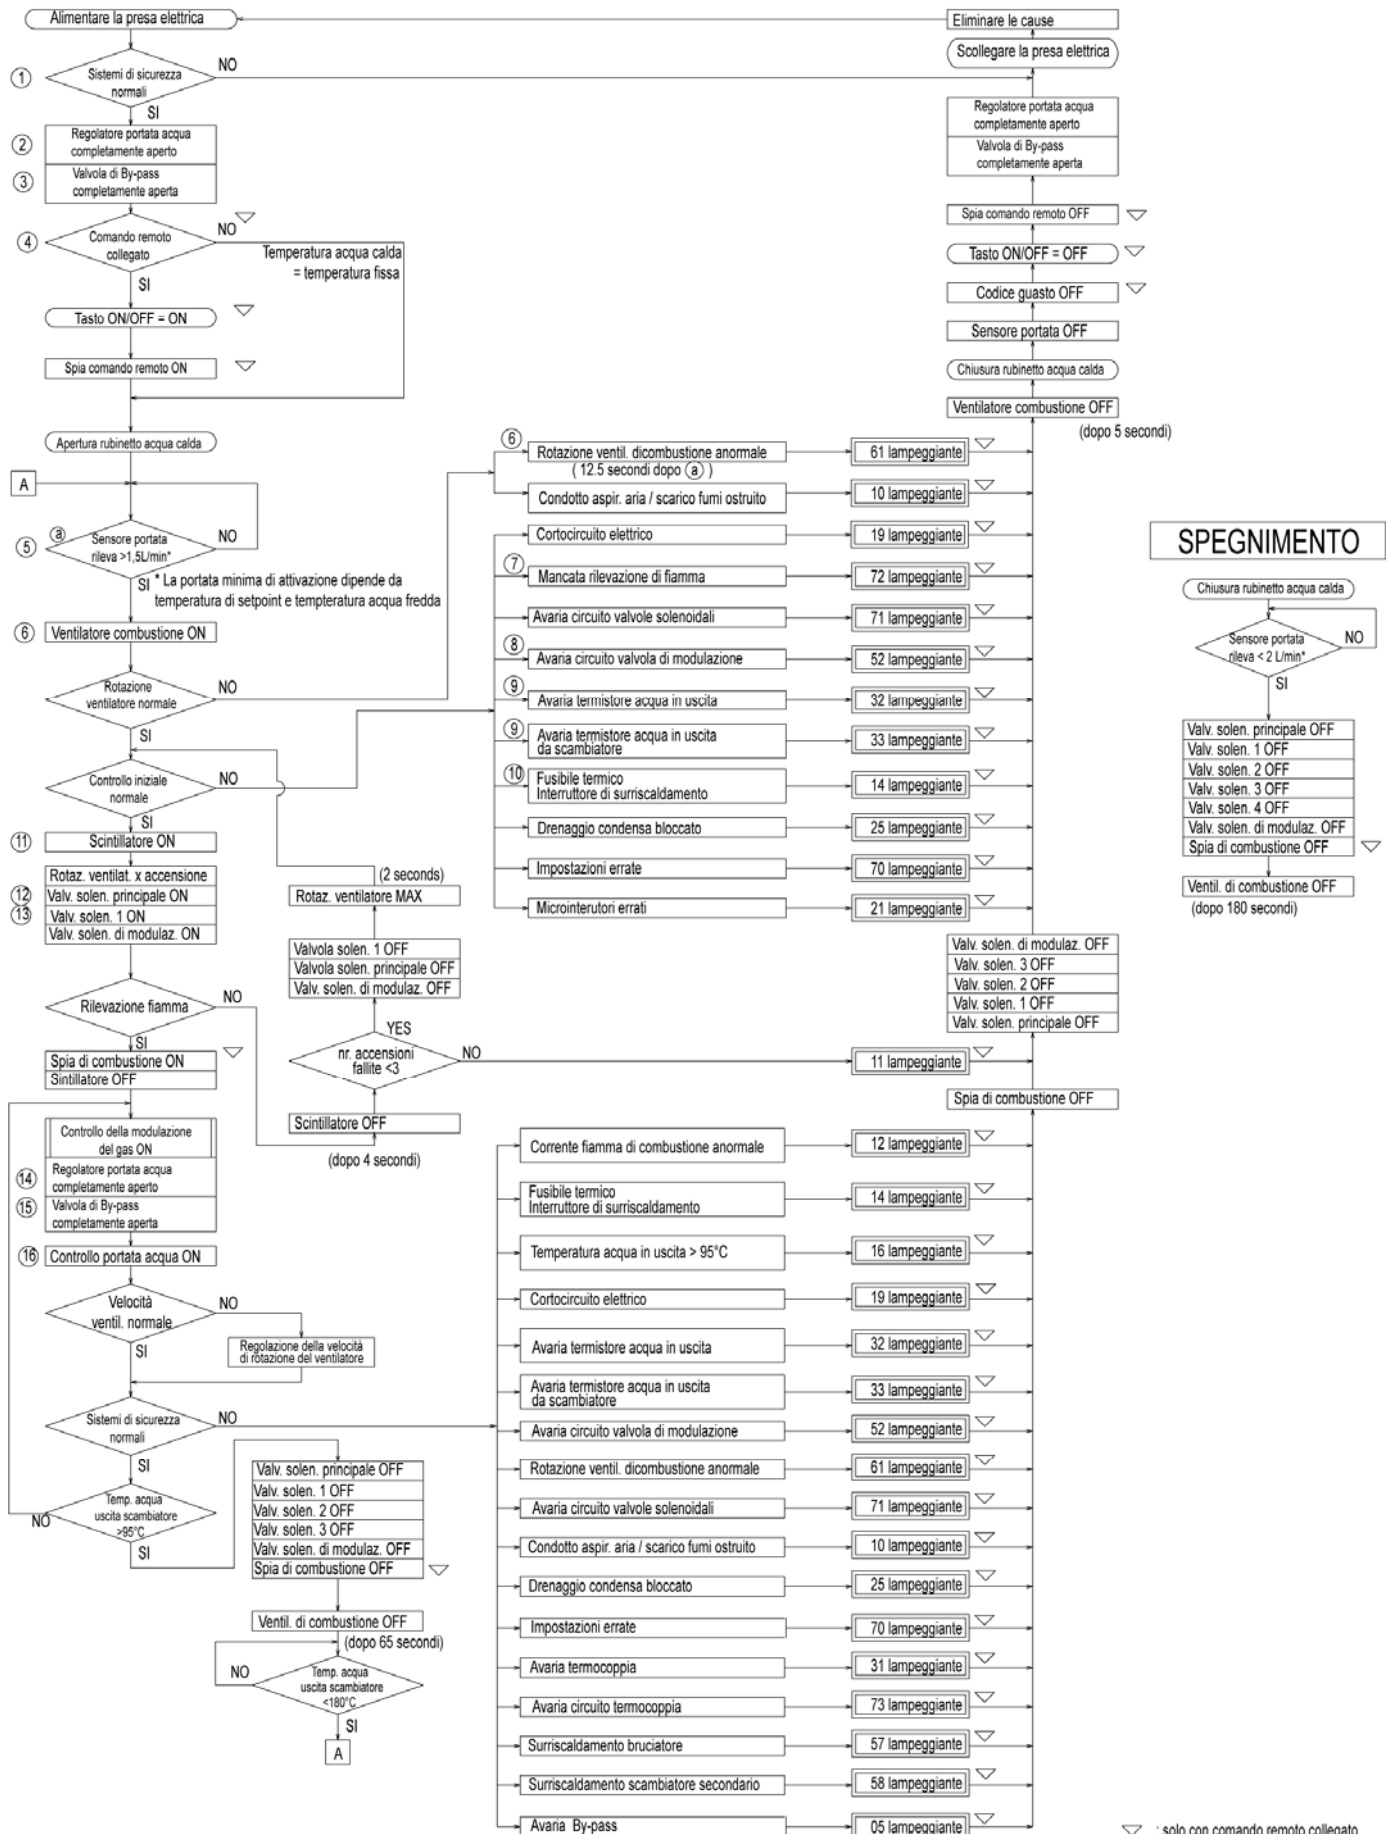 Alimentare la presa elettrica
1
Sistemi di sicurezza
normali
NO
SI
2
Regolatore portata acqua
completamente aperto
3
Valvola di By-pass
completamente aperta
4
Comando remoto
collegato
NO
Temperatura acqua calda
= temperatura fissa
SI
Tasto ON/OFF = ON
Spia comando remoto ON
Apertura rubinetto acqua calda
A
a
5
Sensore portata
rileva >1,5L/min*
NO
SI
* La portata minima di attivazione dipende da
temperatura di setpoint e tempteratura acqua fredda
6
Ventilatore combustione ON
Rotazione
ventilatore normale
NO
SI
Controllo iniziale
normale
NO
SI
11
Scintillatore ON
Rotaz. ventilat. x accensione
12
Valv. solen. principale ON
13
Valv. solen. 1 ON
Valv. solen. di modulaz. ON
Rilevazione fiamma
NO
SI
Spia di combustione ON
Sintillatore OFF
Controllo della modulazione
del gas ON
14
Regolatore portata acqua
completamente aperto
15
Valvola di By-pass
completamente aperta
16
Controllo portata acqua ON
Velocità
ventil. normale
NO
SI
Regolazione della velocità
di rotazione del ventilatore
Sistemi di sicurezza
normali
NO
SI
Temp. acqua
uscita scambiatore
>95°C
NO
SI
(2 seconds)
Rotaz. ventilatore MAX
Valvola solen. 1 OFF
Valvola solen. principale OFF
Valv. solen. di modulaz. OFF
YES
nr. accensioni
fallite <3
NO
Scintillatore OFF
(dopo 4 secondi)
Valv. solen. principale OFF
Valv. solen. 1 OFF
Valv. solen. 2 OFF
Valv. solen. 3 OFF
Valv. solen. di modulaz. OFF
Spia di combustione OFF
Ventil. di combustione OFF
(dopo 65 secondi)
NO
Temp. acqua
uscita scambiatore
<180°C
SI
A
6
Rotazione ventil. dicombustione anormale
( 12.5 secondi dopo a )
61 lampeggiante
Condotto aspir. aria / scarico fumi ostruito
10 lampeggiante
Cortocircuito elettrico
19 lampeggiante
7
Mancata rilevazione di fiamma
72 lampeggiante
Avaria circuito valvole solenoidali
71 lampeggiante
8
Avaria circuito valvola di modulazione
52 lampeggiante
9
Avaria termistore acqua in uscita
32 lampeggiante
9
Avaria termistore acqua in uscita
da scambiatore
33 lampeggiante
10
Fusibile termico
Interruttore di surriscaldamento
14 lampeggiante
Drenaggio condensa bloccato
25 lampeggiante
Impostazioni errate
70 lampeggiante
Microinterutori errati
21 lampeggiante
11 lampeggiante
Corrente fiamma di combustione anormale
12 lampeggiante
Fusibile termico
Interruttore di surriscaldamento
14 lampeggiante
Temperatura acqua in uscita > 95°C
16 lampeggiante
Cortocircuito elettrico
19 lampeggiante
Avaria termistore acqua in uscita
32 lampeggiante
Avaria termistore acqua in uscita
da scambiatore
33 lampeggiante
Avaria circuito valvola di modulazione
52 lampeggiante
Rotazione ventil. dicombustione anormale
61 lampeggiante
Avaria circuito valvole solenoidali
71 lampeggiante
Condotto aspir. aria / scarico fumi ostruito
10 lampeggiante
Drenaggio condensa bloccato
25 lampeggiante
Impostazioni errate
70 lampeggiante
Avaria termocoppia
31 lampeggiante
Avaria circuito termocoppia
73 lampeggiante
Surriscaldamento bruciatore
57 lampeggiante
Surriscaldamento scambiatore secondario
58 lampeggiante
Avaria By-pass
05 lampeggiante
Eliminare le cause
Scollegare la presa elettrica
Regolatore portata acqua
completamente aperto
Valvola di By-pass
completamente aperta
Spia comando remoto OFF
Tasto ON/OFF = OFF
Codice guasto OFF
Sensore portata OFF
Chiusura rubinetto acqua calda
Ventilatore combustione OFF
(dopo 5 secondi)
Valv. solen. di modulaz. OFF
Valv. solen. 3 OFF
Valv. solen. 2 OFF
Valv. solen. 1 OFF
Valv. solen. principale OFF
Spia di combustione OFF
SPEGNIMENTO
Chiusura rubinetto acqua calda
Sensore portata
rileva < 2 L/min*
NO
SI
Valv. solen. principale OFF
Valv. solen. 1 OFF
Valv. solen. 2 OFF
Valv. solen. 3 OFF
Valv. solen. 4 OFF
Valv. solen. di modulaz. OFF
Spia di combustione OFF
Ventil. di combustione OFF
(dopo 180 secondi)
: solo con comando remoto collegato